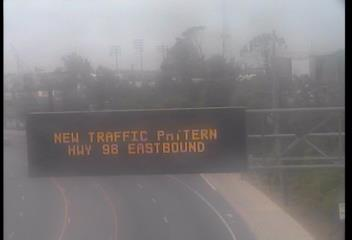 NEW TRAFFIC PATTERN
HWY 98 EASTBOUND